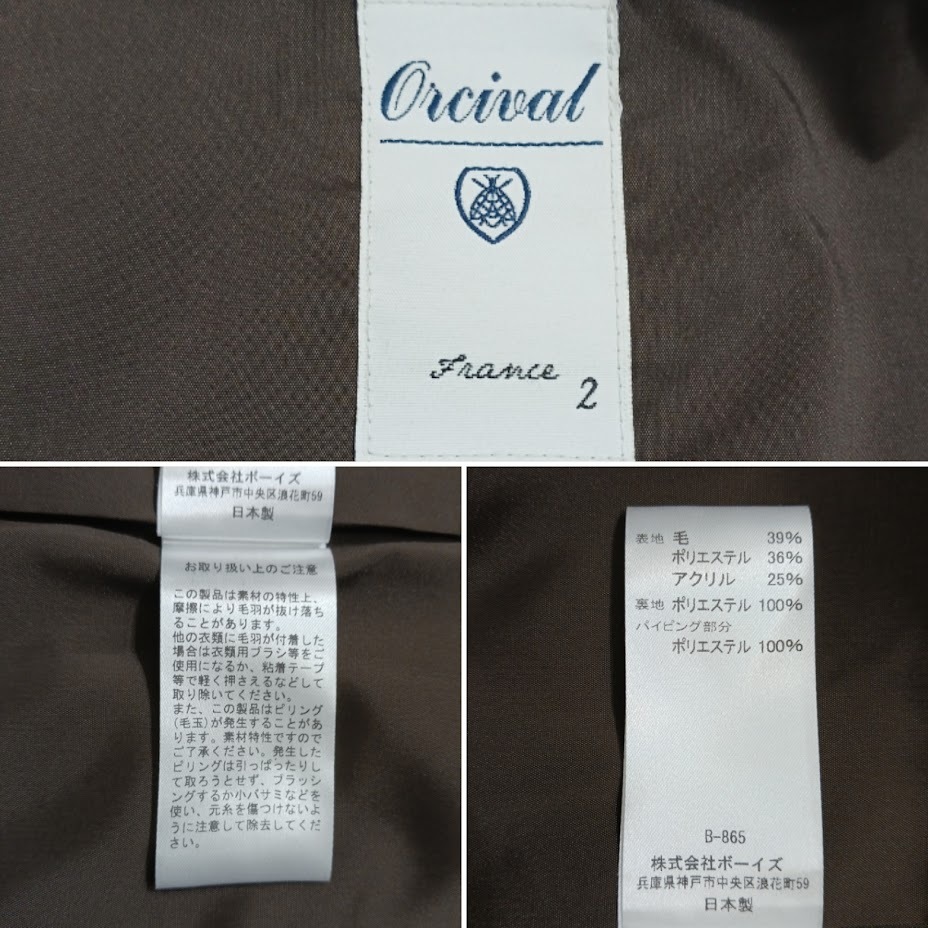 Orcival
France
2
株式会社ボーイズ
兵庫県神戸市中央区浪花町59
日本製
お取り扱い上のご注意
この製品は素材の特性上、
摩擦により毛羽が抜け落ち
ることがあります。
他の衣類に毛羽が付着した
場合は衣類用ブラシ等をご
使用になるか、粘着テープ
等で軽く押さえるなどして
取り除いてください。
また、この製品はピリング
(毛玉)が発生することがあ
ります。素材特性ですので
ご了承ください。発生した
ピリングは引っぱったりし
て取ろうとせず、ブラッシ
ングするか小バサミなどを
使い、元糸を傷つけないよ
うに注意して除去してくだ
さい。
表地 毛 39%
ポリエステル 36%
アクリル 25%
裏地 ポリエステル 100%
パイピング部分
ポリエステル 100%
B-865
株式会社ボーイズ
兵庫県神戸市中央区浪花町59
日本製